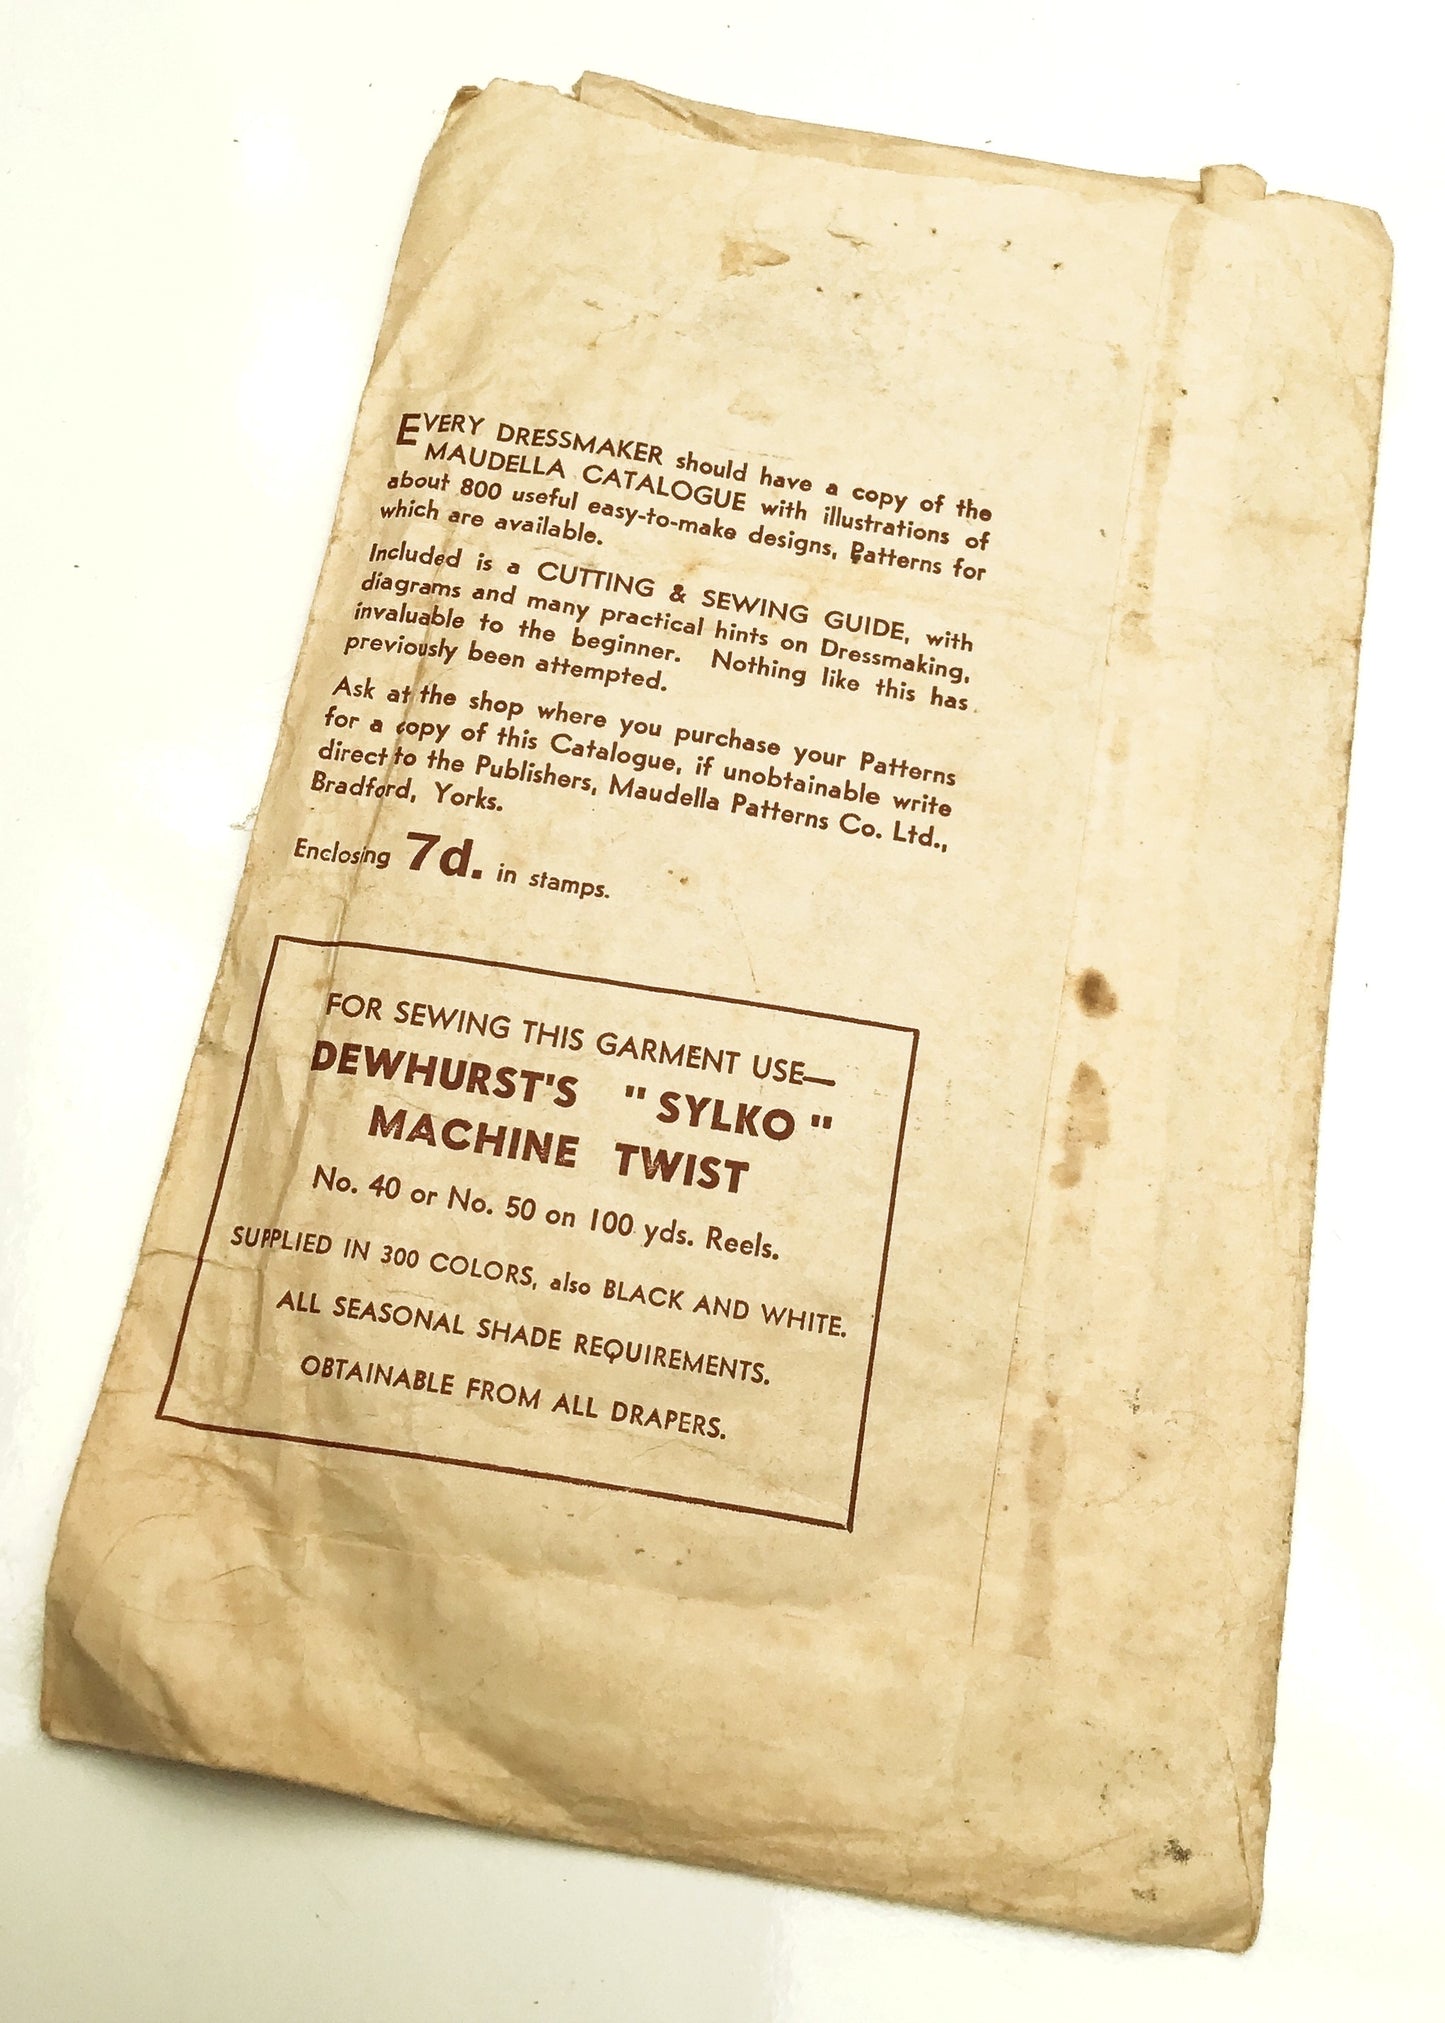 EVERY DRESSMAKER should have a copy of the
MAUDELLA CATALOGUE with illustrations of
about 800 useful easy-to-make designs, Patterns for
which are available.
Included is a CUTTING & SEWING GUIDE, with
diagrams and many practical hints on Dressmaking,
invaluable to the beginner. Nothing like this has
previously been attempted.
Ask at the shop where you purchase your Patterns
for a copy of this Catalogue, if unobtainable write
direct to the Publishers, Maudella Patterns Co. Ltd.,
Bradford, Yorks.
Enclosing 7d. in stamps.
FOR SEWING THIS GARMENT USE—
DEWHURST'S "SYLKO"
MACHINE TWIST
No. 40 or No. 50 on 100 yds. Reels.
SUPPLIED IN 300 COLORS, also BLACK AND WHITE.
ALL SEASONAL SHADE REQUIREMENTS.
OBTAINABLE FROM ALL DRAPERS.